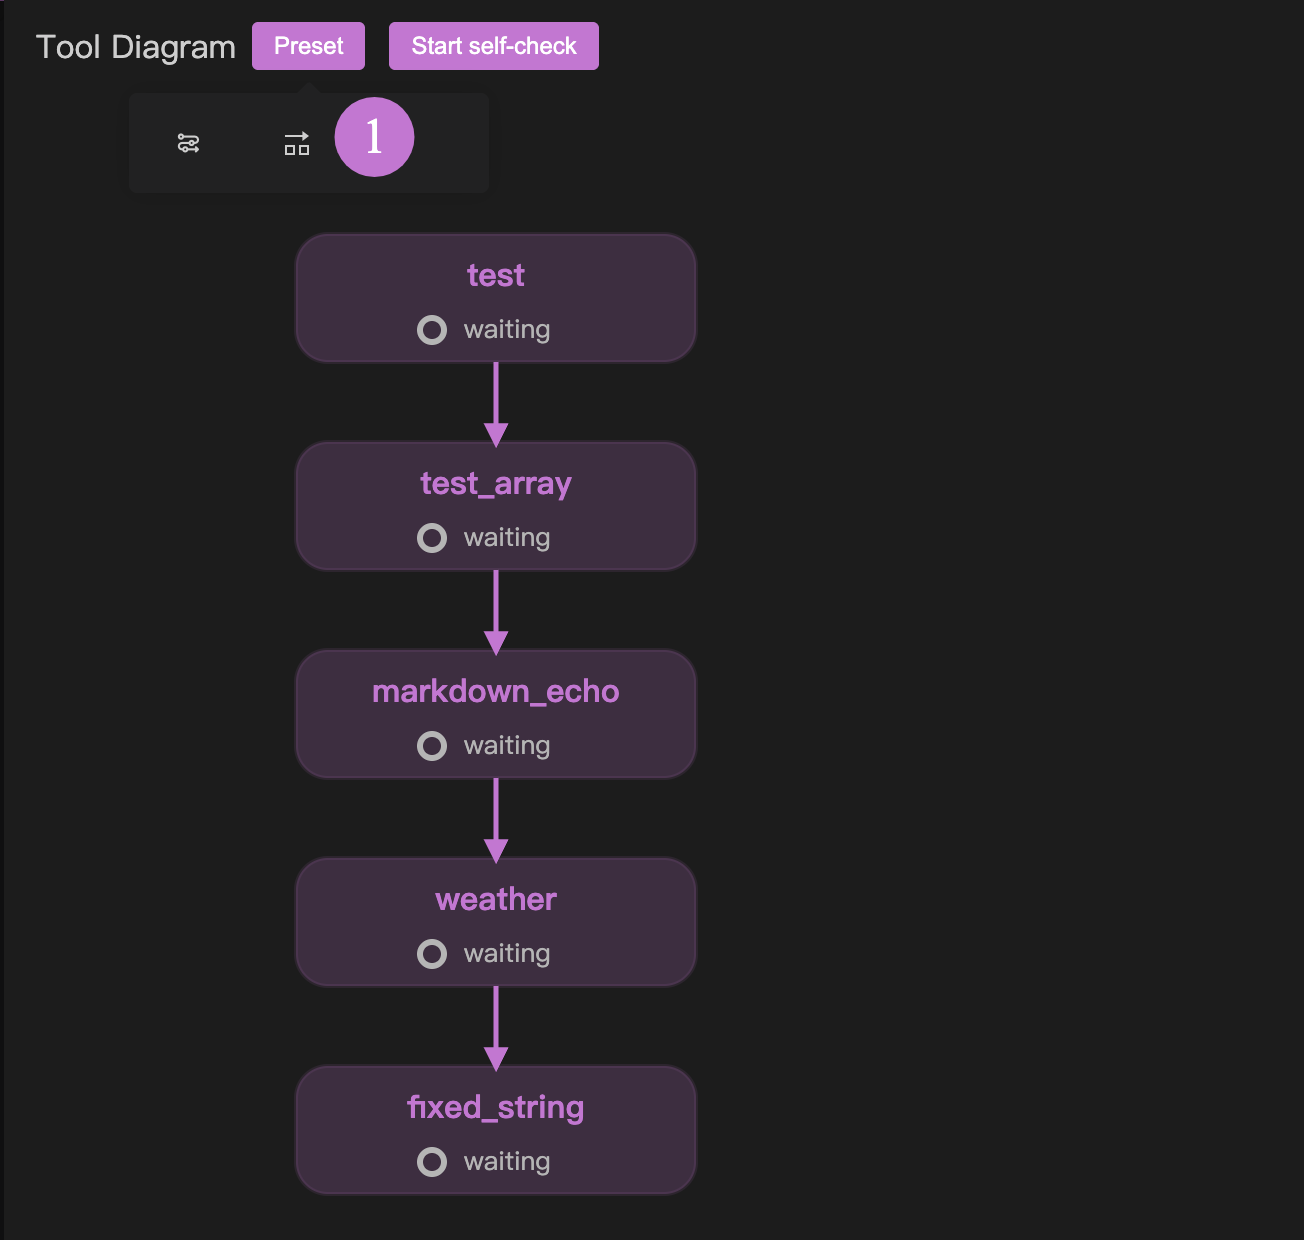 Tool Diagram Preset Start self-check
1
test
waiting
test_array
waiting
markdown_echo
waiting
weather
waiting
fixed_string
waiting